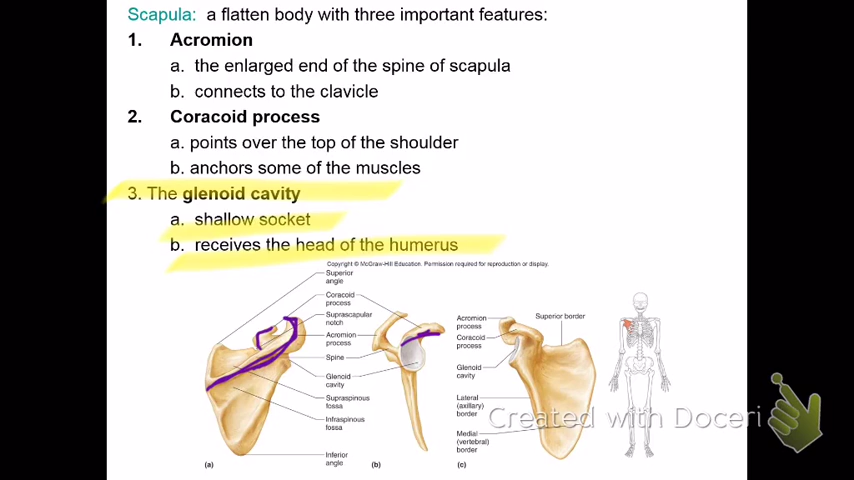 Scapula: a flatten body with three important features:
1. Acromion
a. the enlarged end of the spine of scapula
b. connects to the clavicle
2. Coracoid process
a. points over the top of the shoulder
b. anchors some of the muscles
3. The glenoid cavity
a. shallow socket
b. receives the head of the humerus
Copyright © McGraw-Hill Education. Permission required for reproduction or display.
Superior
angle
Coracoid
process
Suprascapular
notch
Acromion
process
Spine
Glenoid
cavity
Supraspinous
fossa
Infraspinous
fossa
Inferior
angle
(a)
(b)
Acromion
process
Coracoid
process
Glenoid
cavity
Lateral
(axillary)
border
Medial
(vertebral)
border
Superior border
(c)
Created with Doceri